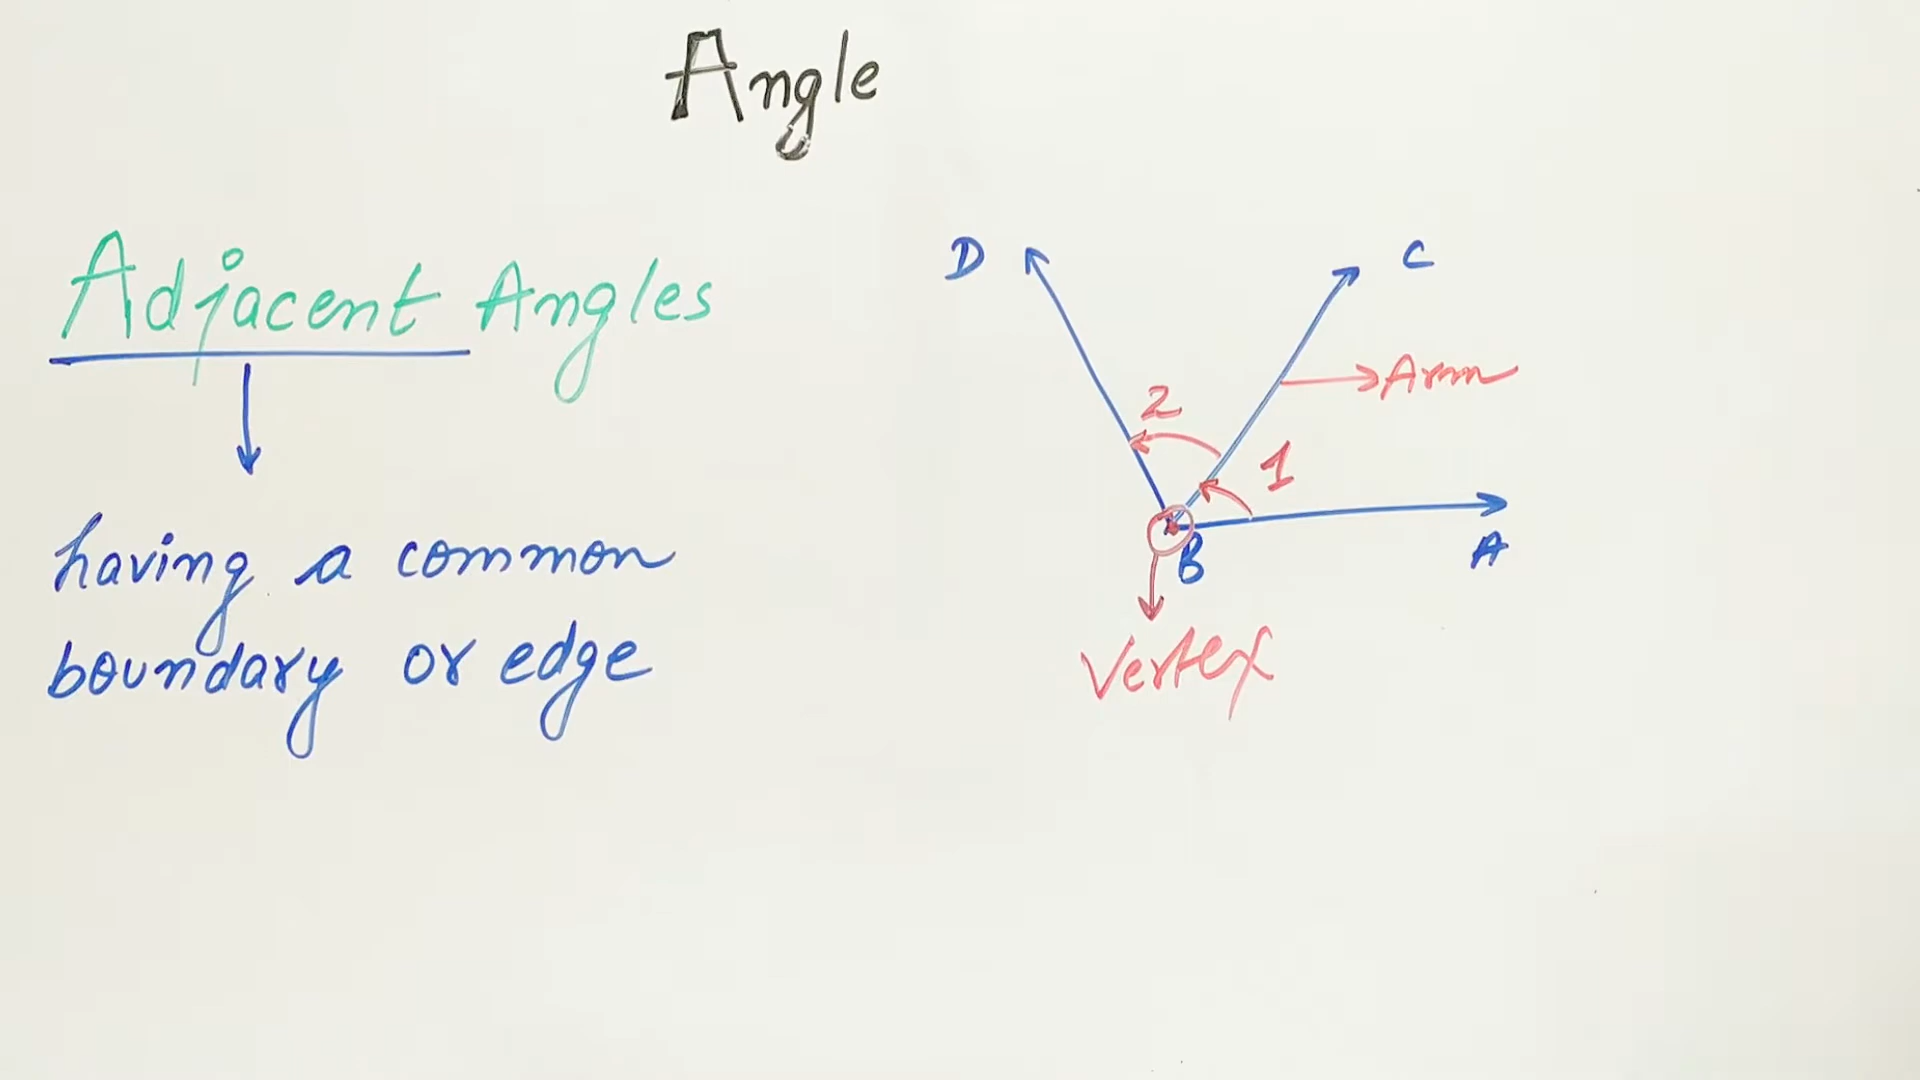 Angle
Adjacent Angles
having a common
boundary or edge
D
C
Arm
2
1
B
A
Vertex